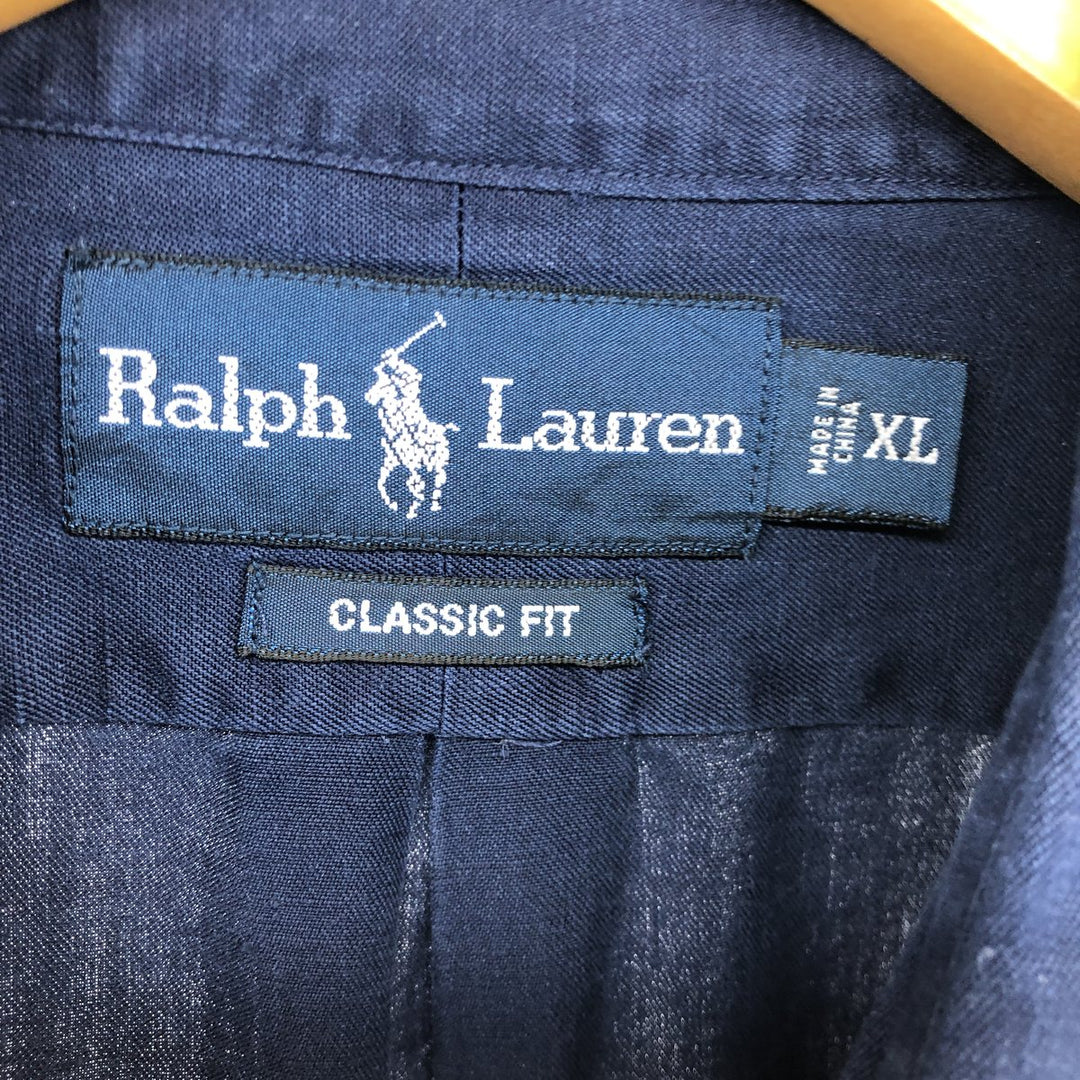 Ralph Lauren
MADE IN
CHINA
XL
CLASSIC FIT